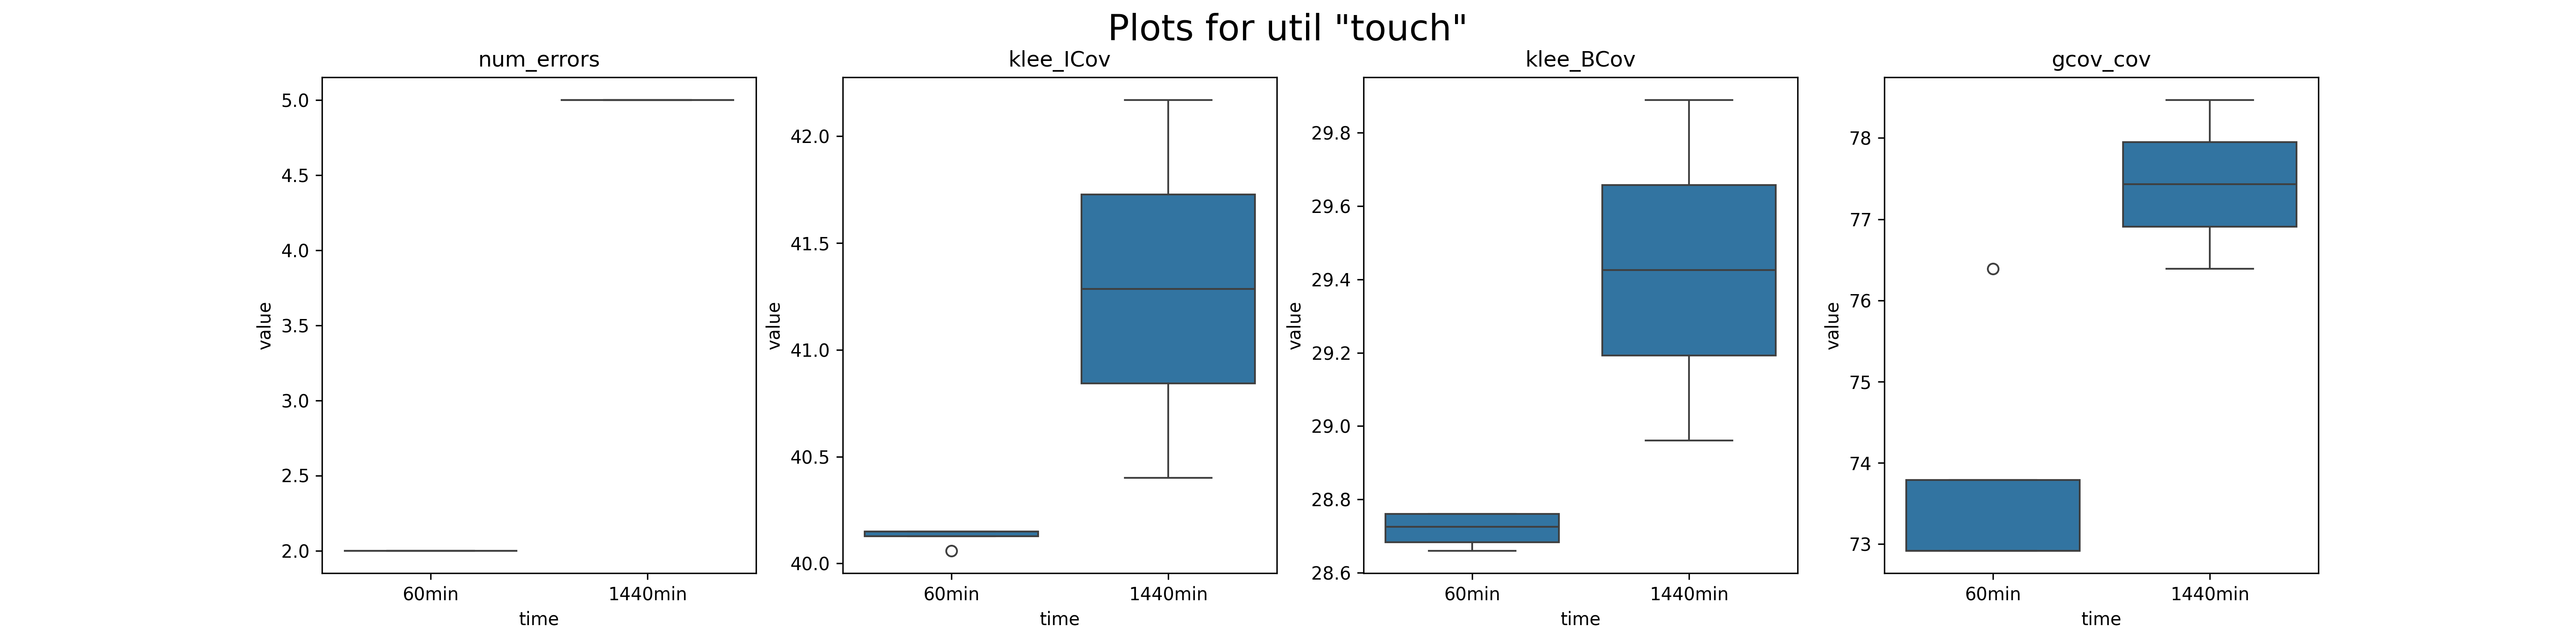 Plots for util "touch"
num_errors
value
5.0
4.5
4.0
3.5
3.0
2.5
2.0
60min 1440min
time
klee_ICov
value
42.0
41.5
41.0
40.5
40.0
60min 1440min
time
klee_BCov
value
29.8
29.6
29.4
29.2
29.0
28.8
28.6
60min 1440min
time
gcov_cov
value
78
77
76
75
74
73
60min 1440min
time